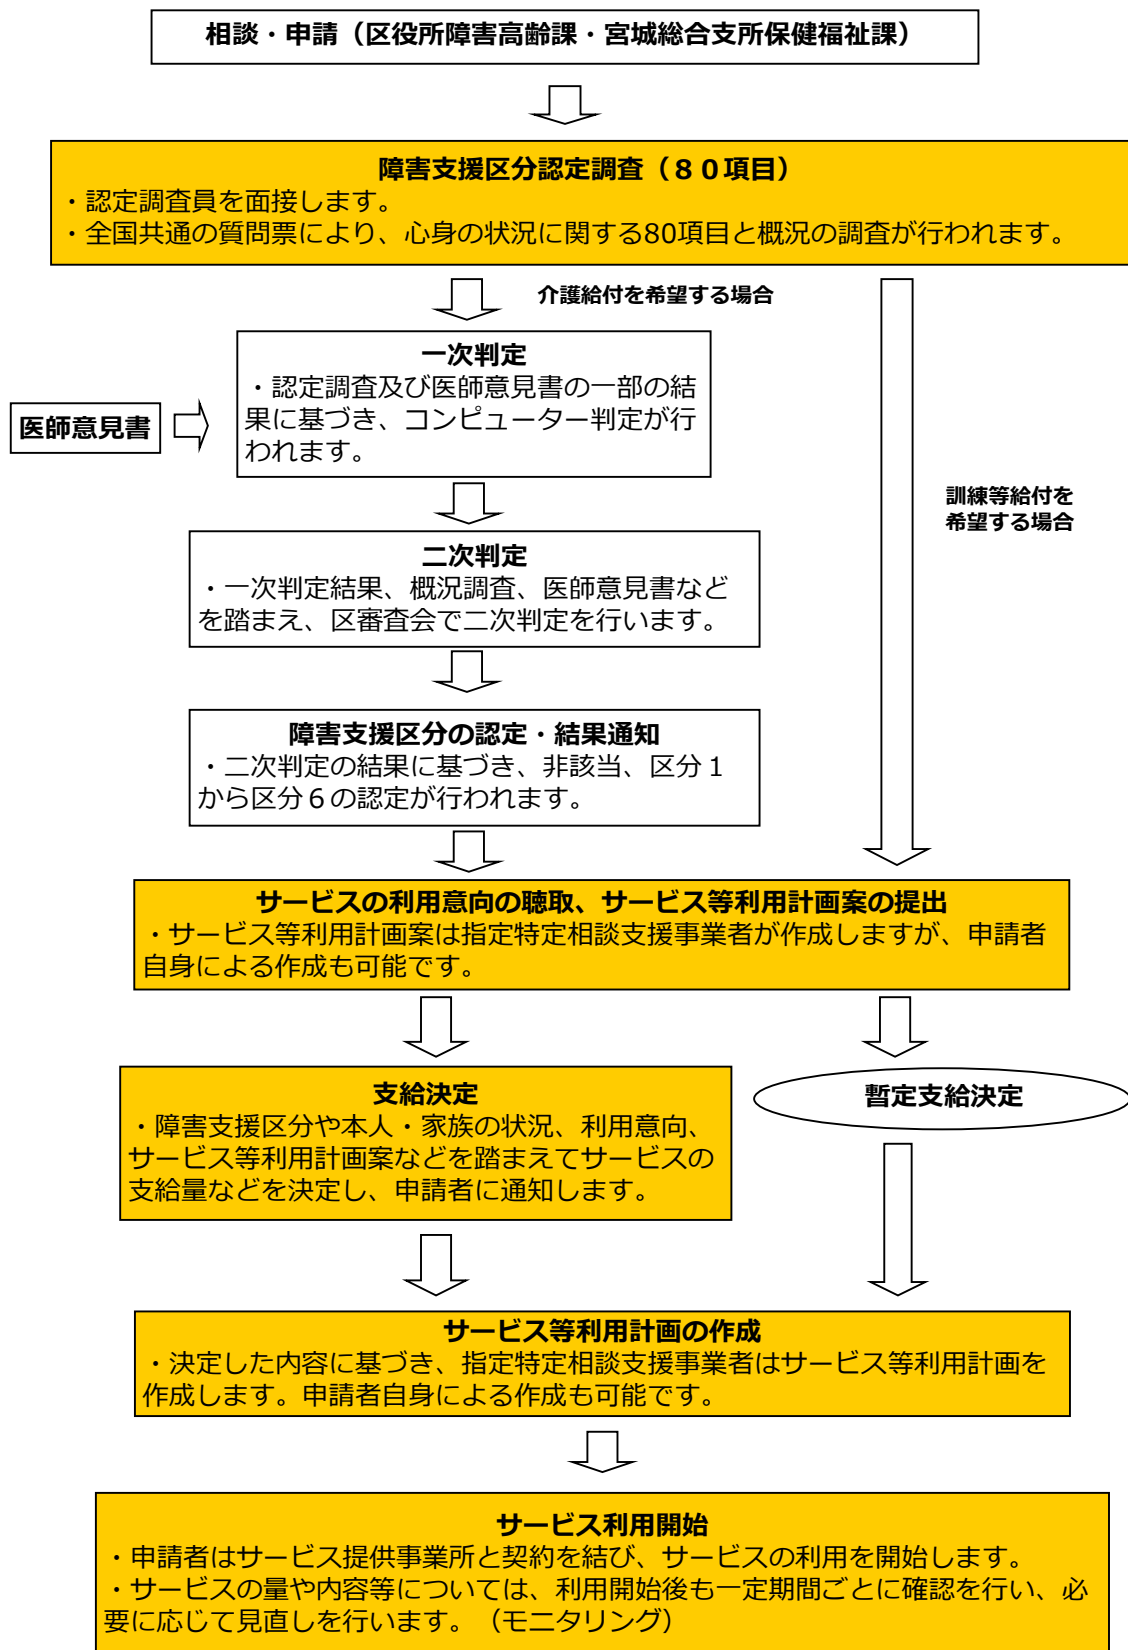 相談・申請（区役所障害高齢課・宮城総合支所保健福祉課）
障害支援区分認定調査（８０項目）
・認定調査員を面接します。
・全国共通の質問票により、心身の状況に関する80項目と概況の調査が行われます。
介護給付を希望する場合
一次判定
・認定調査及び医師意見書の一部の結
果に基づき、コンピューター判定が行
われます。
医師意見書
訓練等給付を
希望する場合
二次判定
・一次判定結果、概況調査、医師意見書など
を踏まえ、区審査会で二次判定を行います。
障害支援区分の認定・結果通知
・二次判定の結果に基づき、非該当、区分１
から区分６の認定が行われます。
サービスの利用意向の聴取、サービス等利用計画案の提出
・サービス等利用計画案は指定特定相談支援事業者が作成しますが、申請者
自身による作成も可能です。
支給決定
・障害支援区分や本人・家族の状況、利用意向、
サービス等利用計画案などを踏まえてサービスの
支給量などを決定し、申請者に通知します。
暫定支給決定
サービス等利用計画の作成
・決定した内容に基づき、指定特定相談支援事業者はサービス等利用計画を
作成します。申請者自身による作成も可能です。
サービス利用開始
・申請者はサービス提供事業所と契約を結び、サービスの利用を開始します。
・サービスの量や内容等については、利用開始後も一定期間ごとに確認を行い、必
要に応じて見直しを行います。（モニタリング）